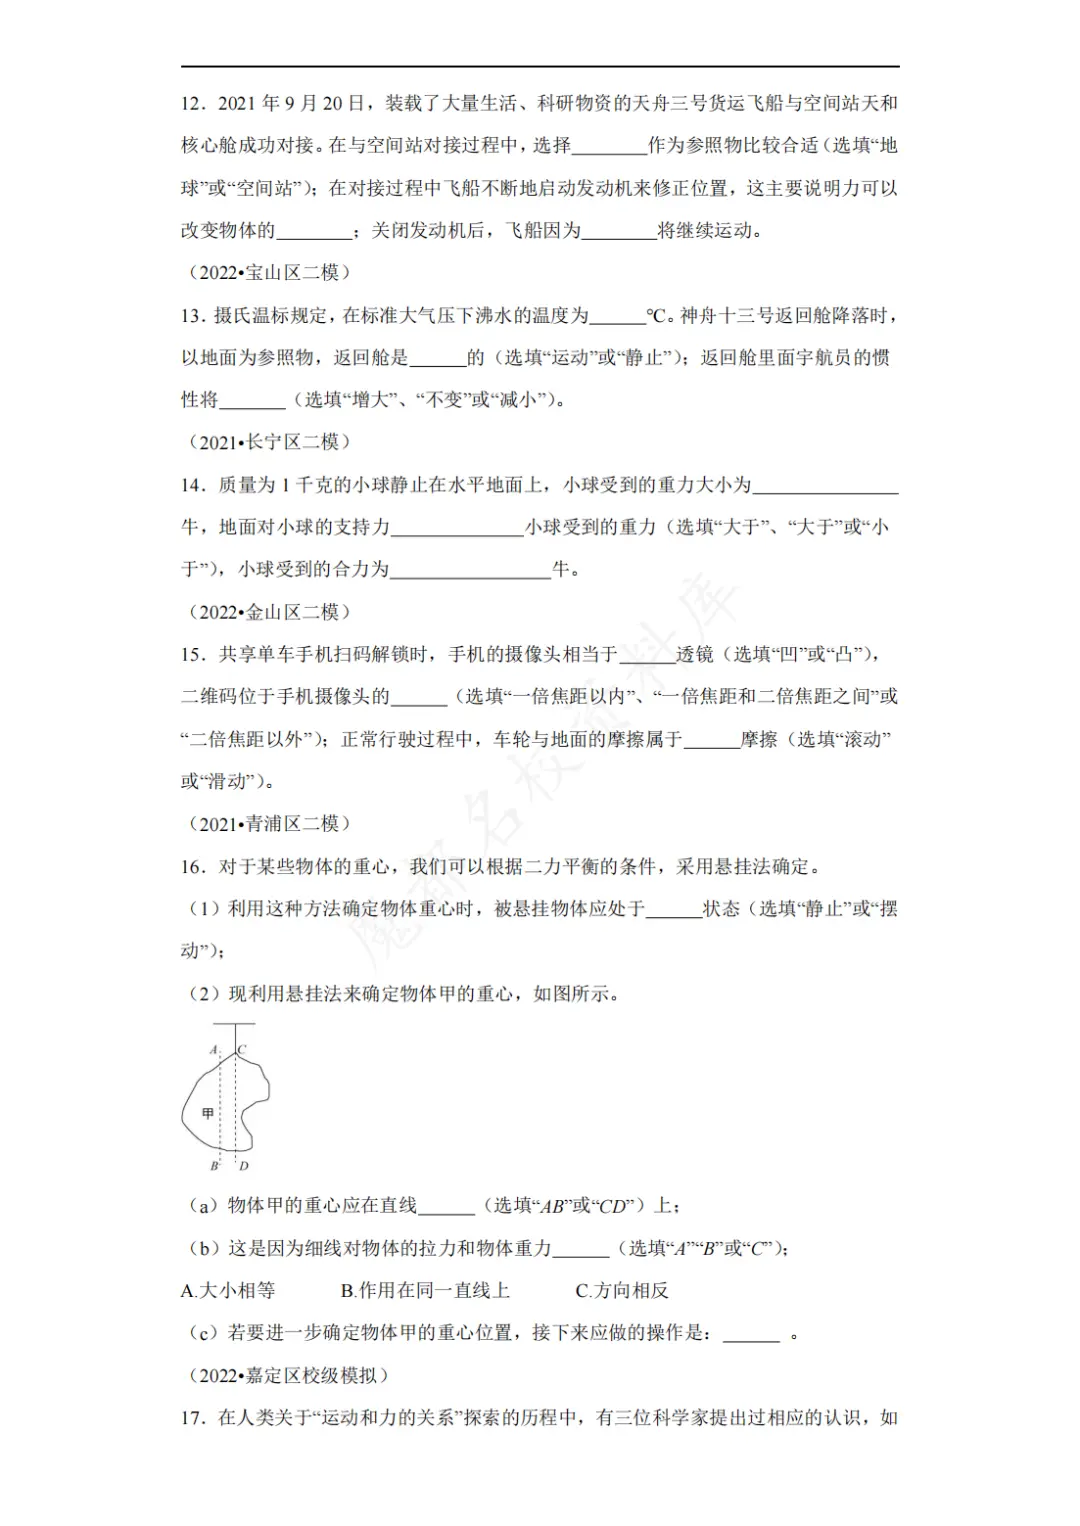 12．2021 年 9 月 20 日，装载了大量生活、科研物资的天舟三号货运飞船与空间站天和
核心舱成功对接。在与空间站对接过程中，选择________作为参照物比较合适（选填“地
球”或“空间站”）；在对接过程中飞船不断地启动发动机来修正位置，这主要说明力可以
改变物体的________；关闭发动机后，飞船因为________将继续运动。
（2022•宝山区二模）
13．摄氏温标规定，在标准大气压下沸水的温度为______℃。神舟十三号返回舱降落时，
以地面为参照物，返回舱是______的（选填“运动”或“静止”）；返回舱里面宇航员的惯
性将_______（选填“增大”、“不变”或“减小”）。
（2021•长宁区二模）
14．质量为 1 千克的小球静止在水平地面上，小球受到的重力大小为_______________
牛，地面对小球的支持力______________小球受到的重力（选填“大于”、“大于”或“小
于”），小球受到的合力为_________________牛。
（2022•金山区二模）
15．共享单车手机扫码解锁时，手机的摄像头相当于______透镜（选填“凹”或“凸”），
二维码位于手机摄像头的______（选填“一倍焦距以内”、“一倍焦距和二倍焦距之间”或
“二倍焦距以外”）；正常行驶过程中，车轮与地面的摩擦属于______摩擦（选填“滚动”
或“滑动”）。
（2021•青浦区二模）
16．对于某些物体的重心，我们可以根据二力平衡的条件，采用悬挂法确定。
（1）利用这种方法确定物体重心时，被悬挂物体应处于______状态（选填“静止”或“摆
动”）；
（2）现利用悬挂法来确定物体甲的重心，如图所示。
A C
甲
B D
（a）物体甲的重心应在直线______（选填“AB”或“CD”）上；
（b）这是因为细线对物体的拉力和物体重力______（选填“A”“B”或“C”）；
A.大小相等 B.作用在同一直线上 C.方向相反
（c）若要进一步确定物体甲的重心位置，接下来应做的操作是：______ 。
（2022•嘉定区校级模拟）
17．在人类关于“运动和力的关系”探索的历程中，有三位科学家提出过相应的认识，如
魔都名校资料库